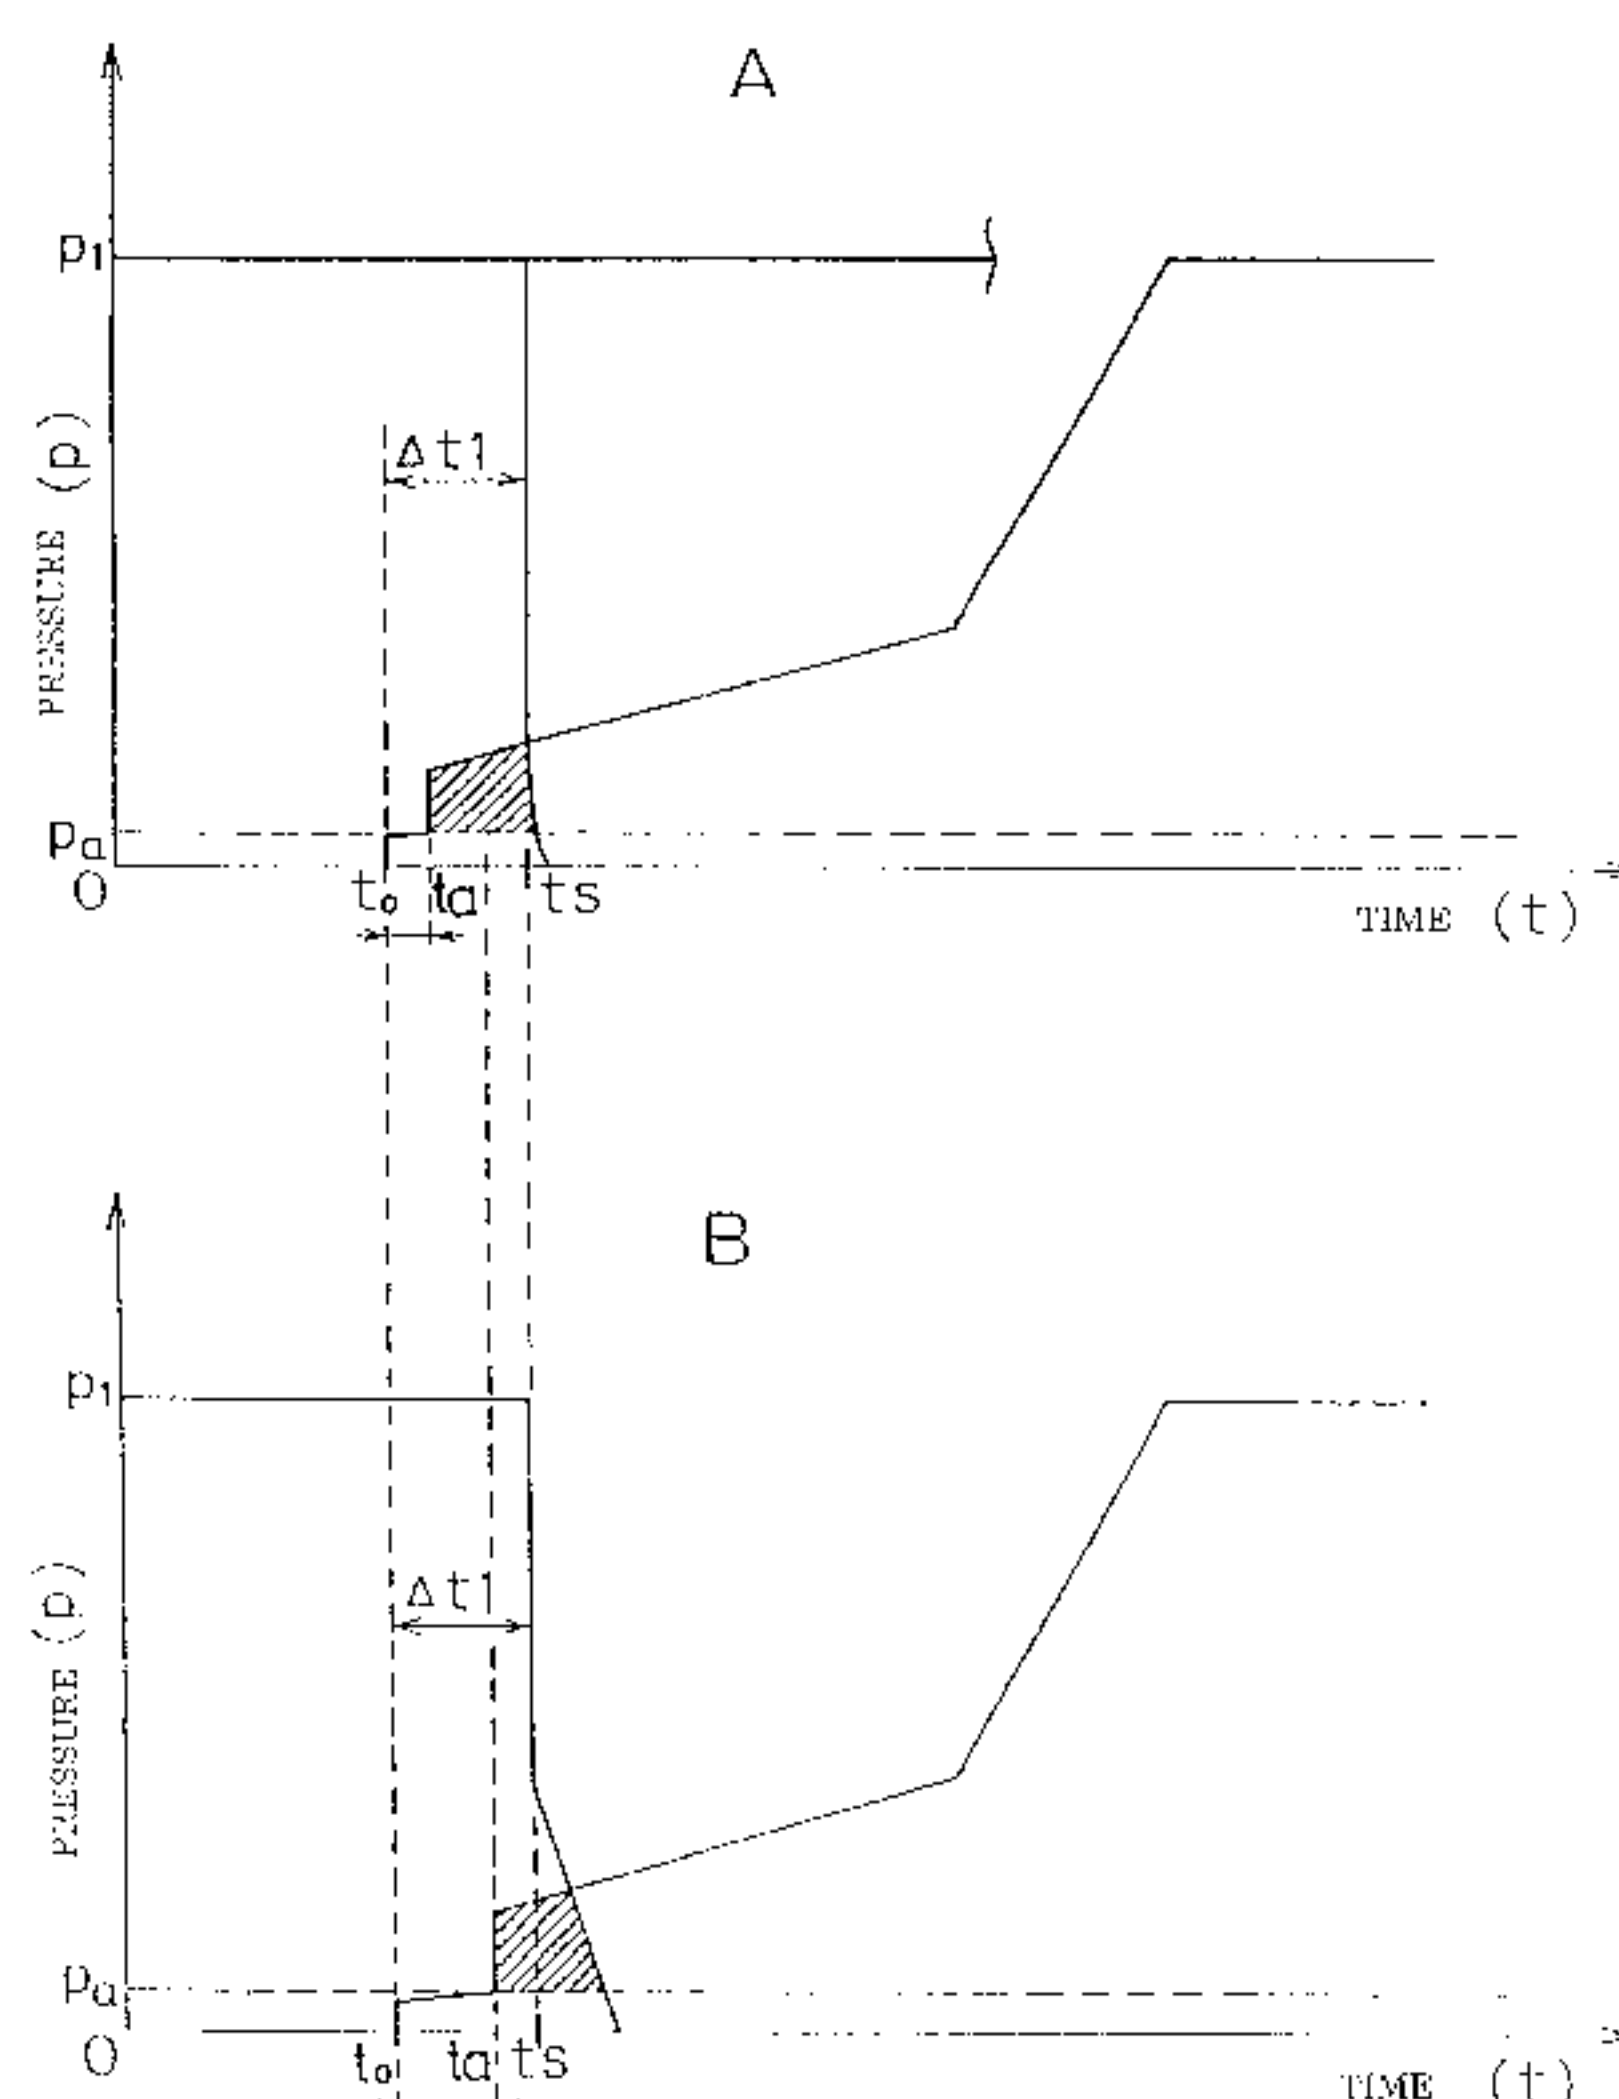 A
p1
Δt1
PRESSURE (p)
pa
O
to
ta
ts
TIME (t)
B
p1
Δt1
PRESSURE (p)
pa
O
to
ta
ts
TIME (t)